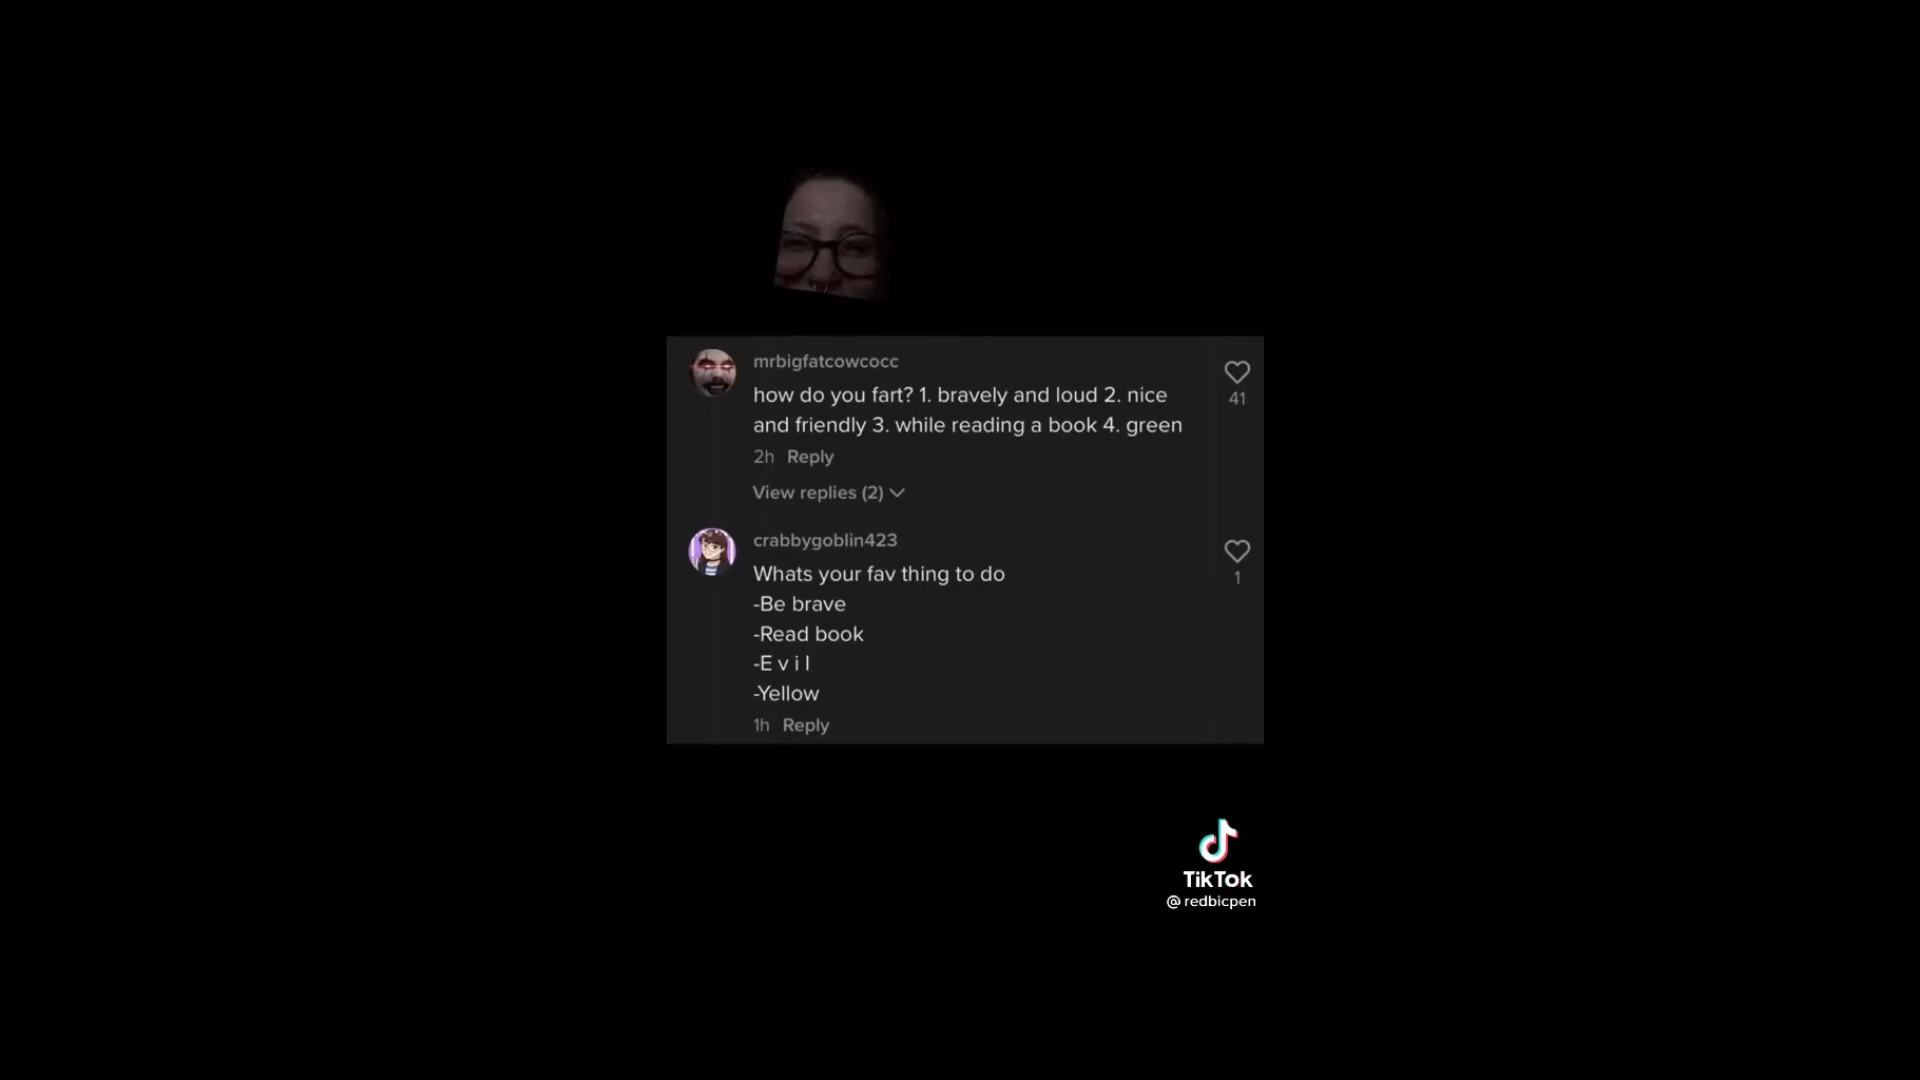 mrbigfatcowcocc
how do you fart? 1. bravely and loud 2. nice
and friendly 3. while reading a book 4. green
41
2h Reply
View replies (2)
crabbygoblin423
Whats your fav thing to do
-Be brave
-Read book
-E v i l
-Yellow
1
1h Reply
TikTok
@ redbicpen